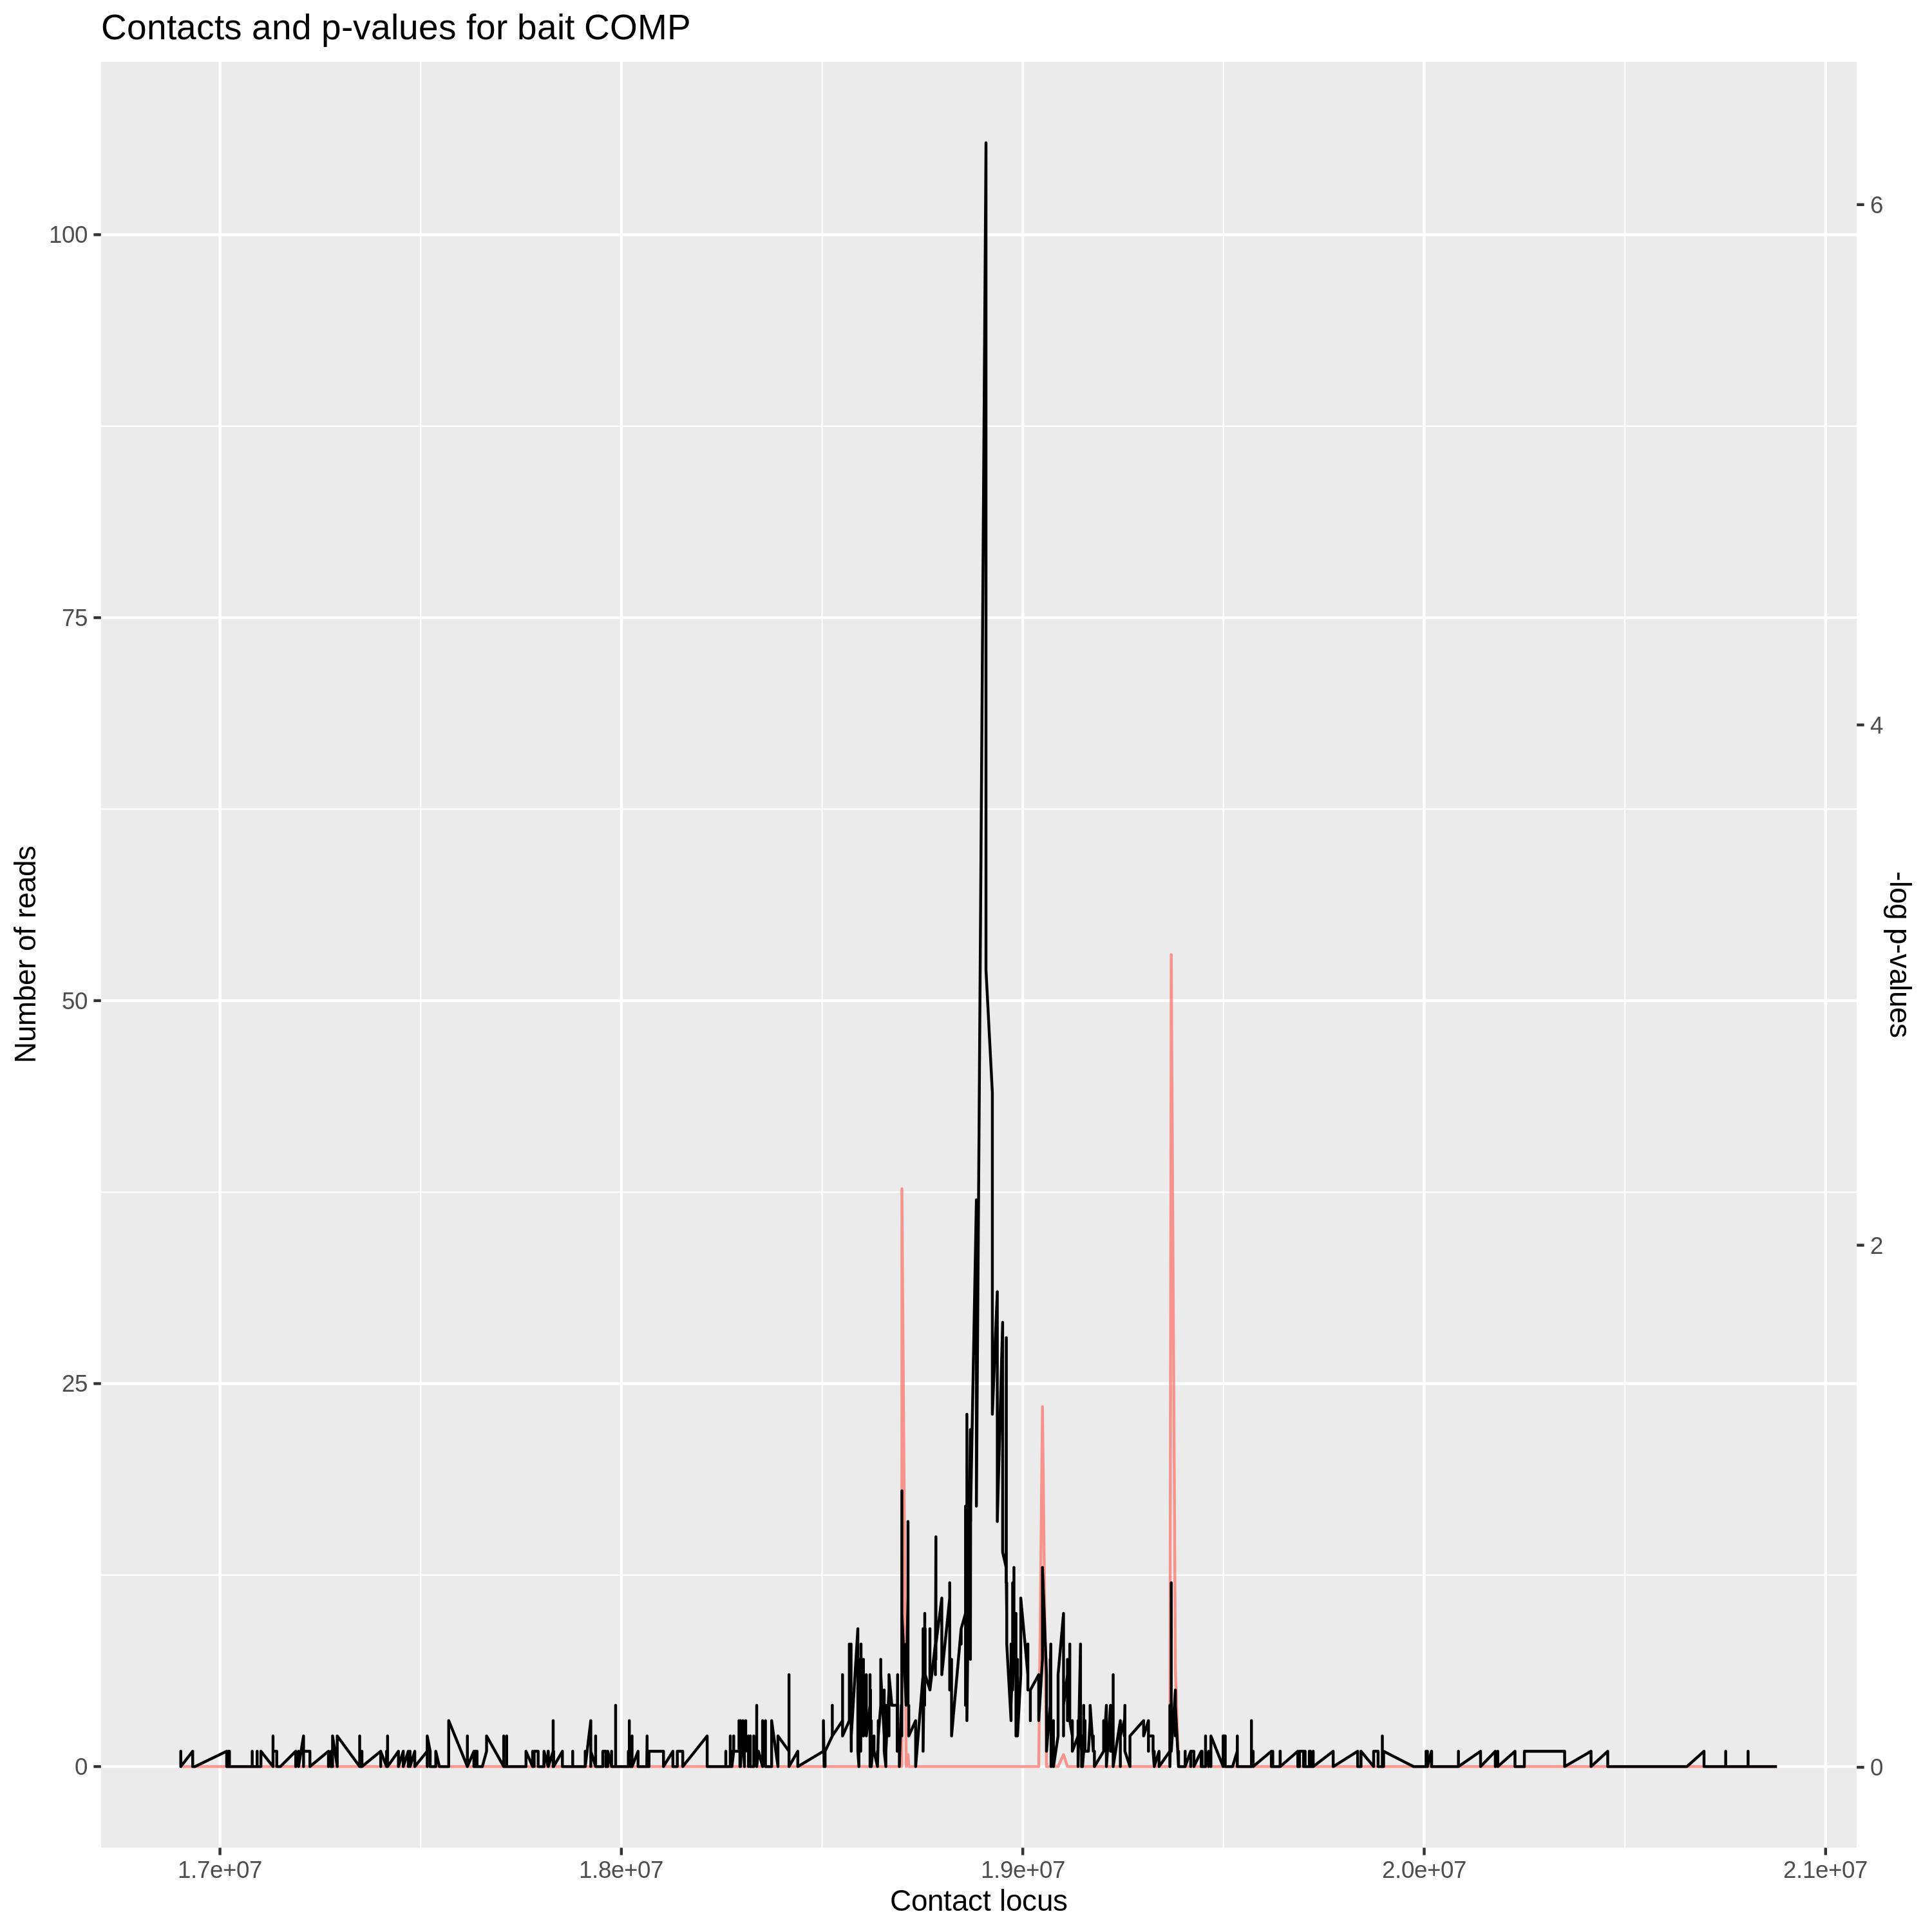 Contacts and p-values for bait COMP
100
75
50
25
0
Number of reads
6
4
2
0
-log p-values
1.7e+07 1.8e+07 1.9e+07 2.0e+07 2.1e+07
Contact locus